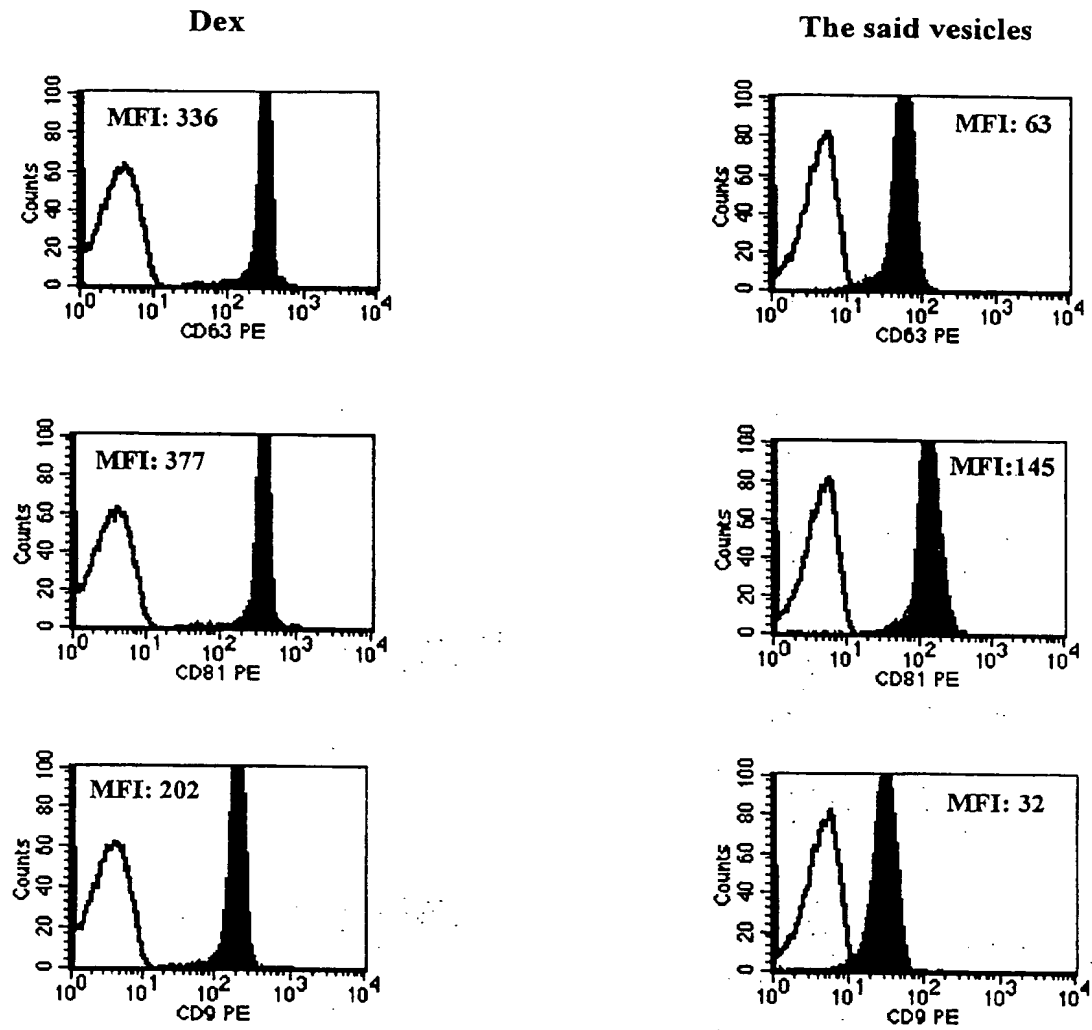 Dex
The said vesicles
MFI: 336
Counts
100
80
60
40
20
0
10^0 10^1 10^2 10^3 10^4
CD63 PE
MFI: 63
Counts
100
80
60
40
20
0
10^0 10^1 10^2 10^3 10^4
CD63 PE
MFI: 377
Counts
100
80
60
40
20
0
10^0 10^1 10^2 10^3 10^4
CD81 PE
MFI:145
Counts
100
80
60
40
20
0
10^0 10^1 10^2 10^3 10^4
CD81 PE
MFI: 202
Counts
100
80
60
40
20
0
10^0 10^1 10^2 10^3 10^4
CD9 PE
MFI: 32
Counts
100
80
60
40
20
0
10^0 10^1 10^2 10^3 10^4
CD9 PE